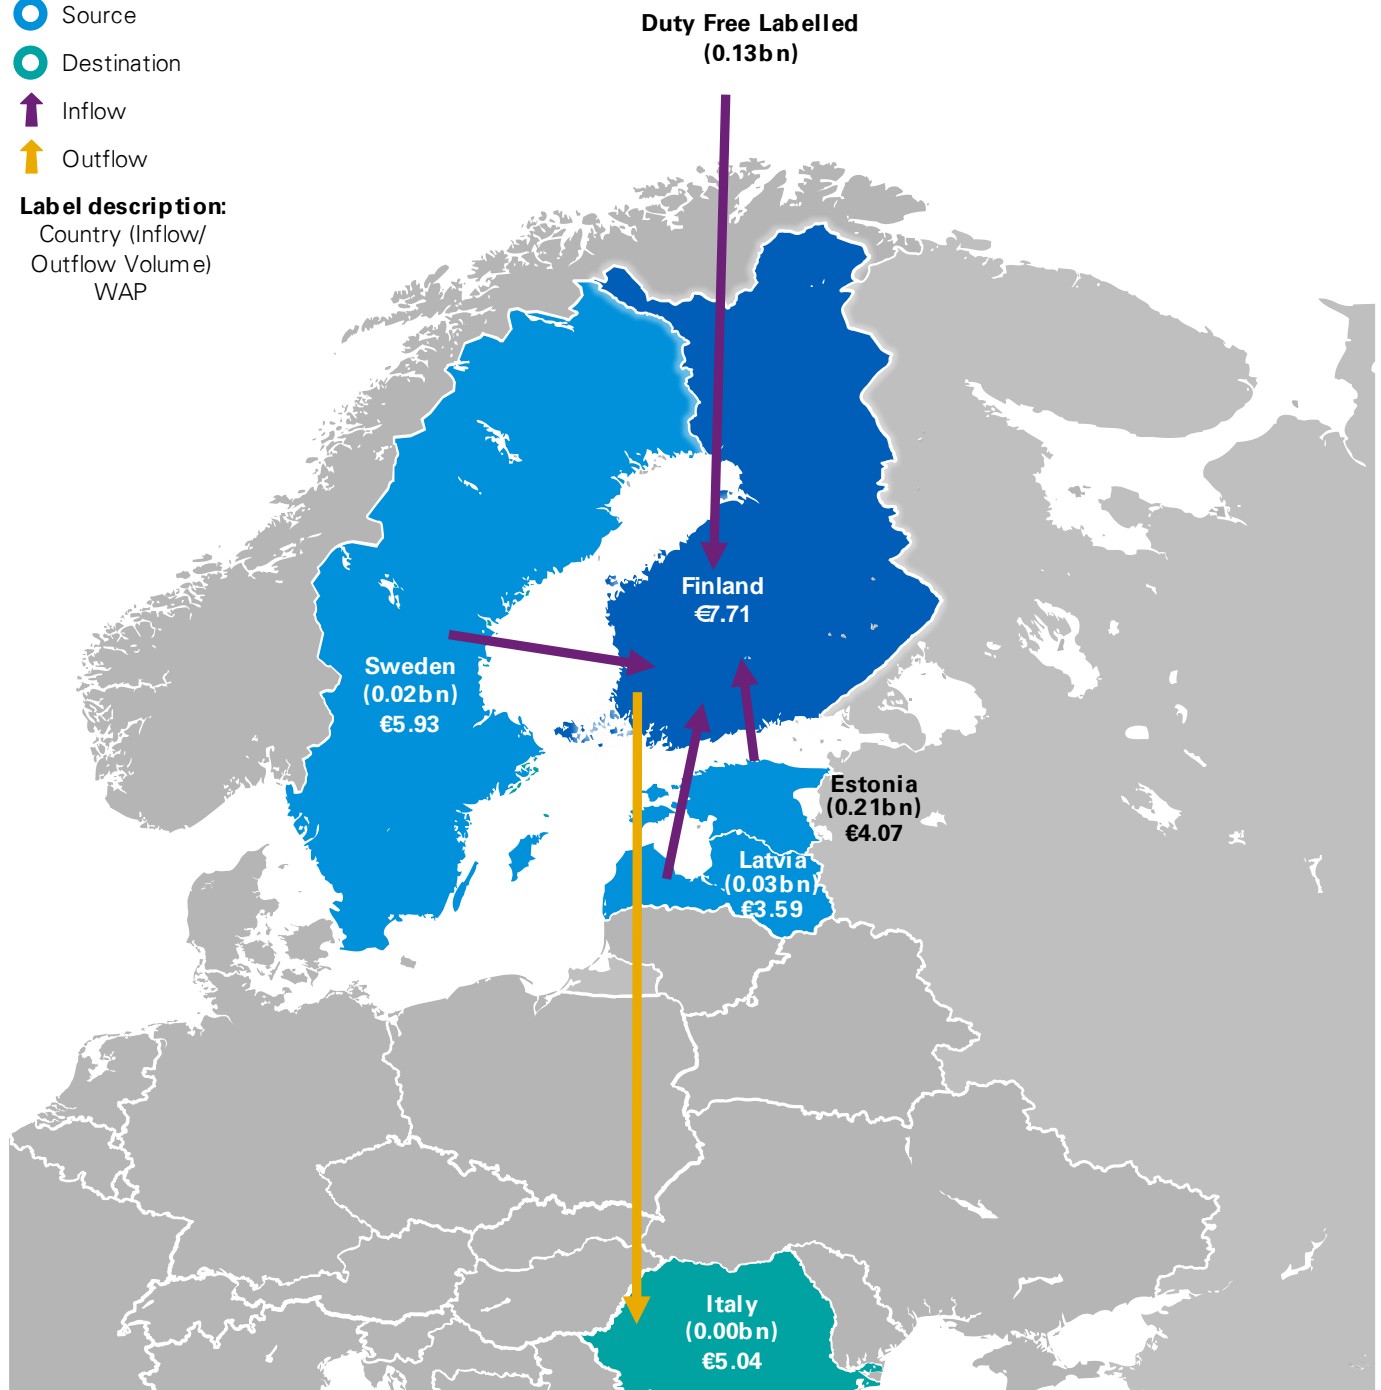 Source
Destination
Inflow
Outflow
Label description:
Country (Inflow/
Outflow Volume)
WAP
Duty Free Labelled
(0.13bn)
Finland
€7.71
Sweden
(0.02bn)
€5.93
Estonia
(0.21bn)
€4.07
Latvia
(0.03bn)
€3.59
Italy
(0.00bn)
€5.04